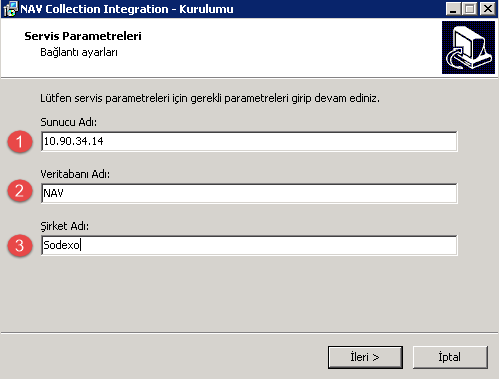 NAV Collection Integration - Kurulumu
Servis Parametreleri
Bağlantı ayarları
Lütfen servis parametreleri için gerekli parametreleri girip devam ediniz.
Sunucu Adı:
1 10.90.34.14
Veritabanı Adı:
2 NAV
Şirket Adı:
3 Sodexo
İleri > İptal